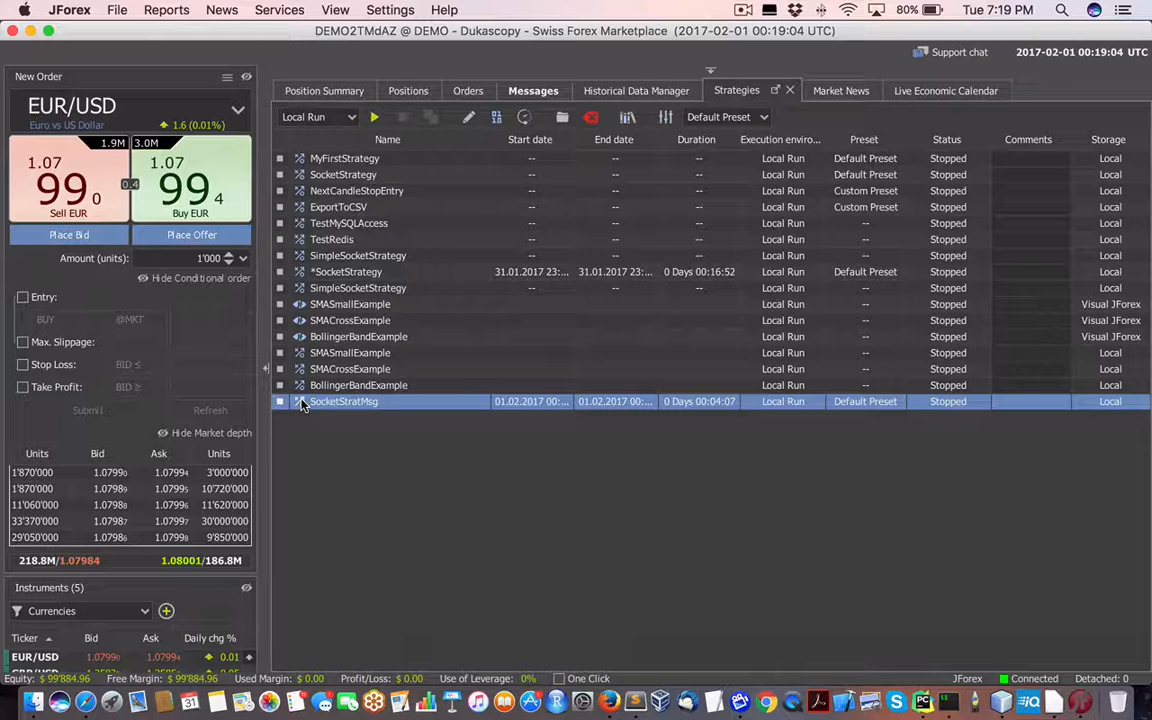 JForex File Edit Reports News Services View Settings Help 80% Tue 7:19 PM
DEMO2TMdAZ @ DEMO - Dukascopy - Swiss Forex Marketplace (2017-02-01 00:19:04 UTC)
Support chat 2017-02-01 00:19:04 UTC
New Order
EUR/USD
Euro vs US Dollar 1.6 (0.01%)
1.9M 3.0M
1.07 990 Sell EUR
0.4
1.07 994 Buy EUR
Place Bid Place Offer
Amount (units): 1'000
Hide Conditional order
Entry:
BUY @MKT
Max. Slippage:
Stop Loss: BID ≤
Take Profit: BID ≥
Submit Refresh
Hide Market depth
Units Bid Ask Units
1'870'000 1.07990 1.07994 3'000'000
1'870'000 1.07989 1.07995 10'720'000
11'060'000 1.07988 1.07996 11'620'000
33'370'000 1.07987 1.07997 30'000'000
29'050'000 1.07986 1.07998 9'850'000
218.8M/1.07984 1.08001/186.8M
Instruments (5)
Currencies
Ticker Bid Ask Daily chg %
EUR/USD 1.07990 1.07994 0.01
Position Summary Positions Orders Messages Historical Data Manager Strategies Market News Live Economic Calendar
Local Run Default Preset
Name Start date End date Duration Execution enviro... Preset Status Comments Storage
MyFirstStrategy -- -- -- Local Run Default Preset Stopped Local
SocketStrategy -- -- -- Local Run Default Preset Stopped Local
NextCandleStopEntry -- -- -- Local Run Custom Preset Stopped Local
ExportToCSV -- -- -- Local Run Custom Preset Stopped Local
TestMySQLAccess -- -- -- Local Run -- Stopped Local
TestRedis -- -- -- Local Run -- Stopped Local
SimpleSocketStrategy -- -- -- Local Run -- Stopped Local
*SocketStrategy 31.01.2017 23:... 31.01.2017 23:... 0 Days 00:16:52 Local Run Default Preset Stopped Local
SimpleSocketStrategy -- -- -- Local Run -- Stopped Local
SMASmallExample Local Run -- Stopped Visual JForex
SMACrossExample Local Run -- Stopped Visual JForex
BollingerBandExample Local Run -- Stopped Visual JForex
SMASmallExample Local Run -- Stopped Local
SMACrossExample Local Run -- Stopped Local
BollingerBandExample Local Run -- Stopped Local
SocketStratMsg 01.02.2017 00:... 01.02.2017 00:... 0 Days 00:04:07 Local Run Default Preset Stopped Local
Equity: $ 99'884.96 Free Margin: $ 99'884.96 Used Margin: $ 0.00 Profit/Loss: $ 0.00 Use of Leverage: 0% One Click JForex Connected Detached: 0